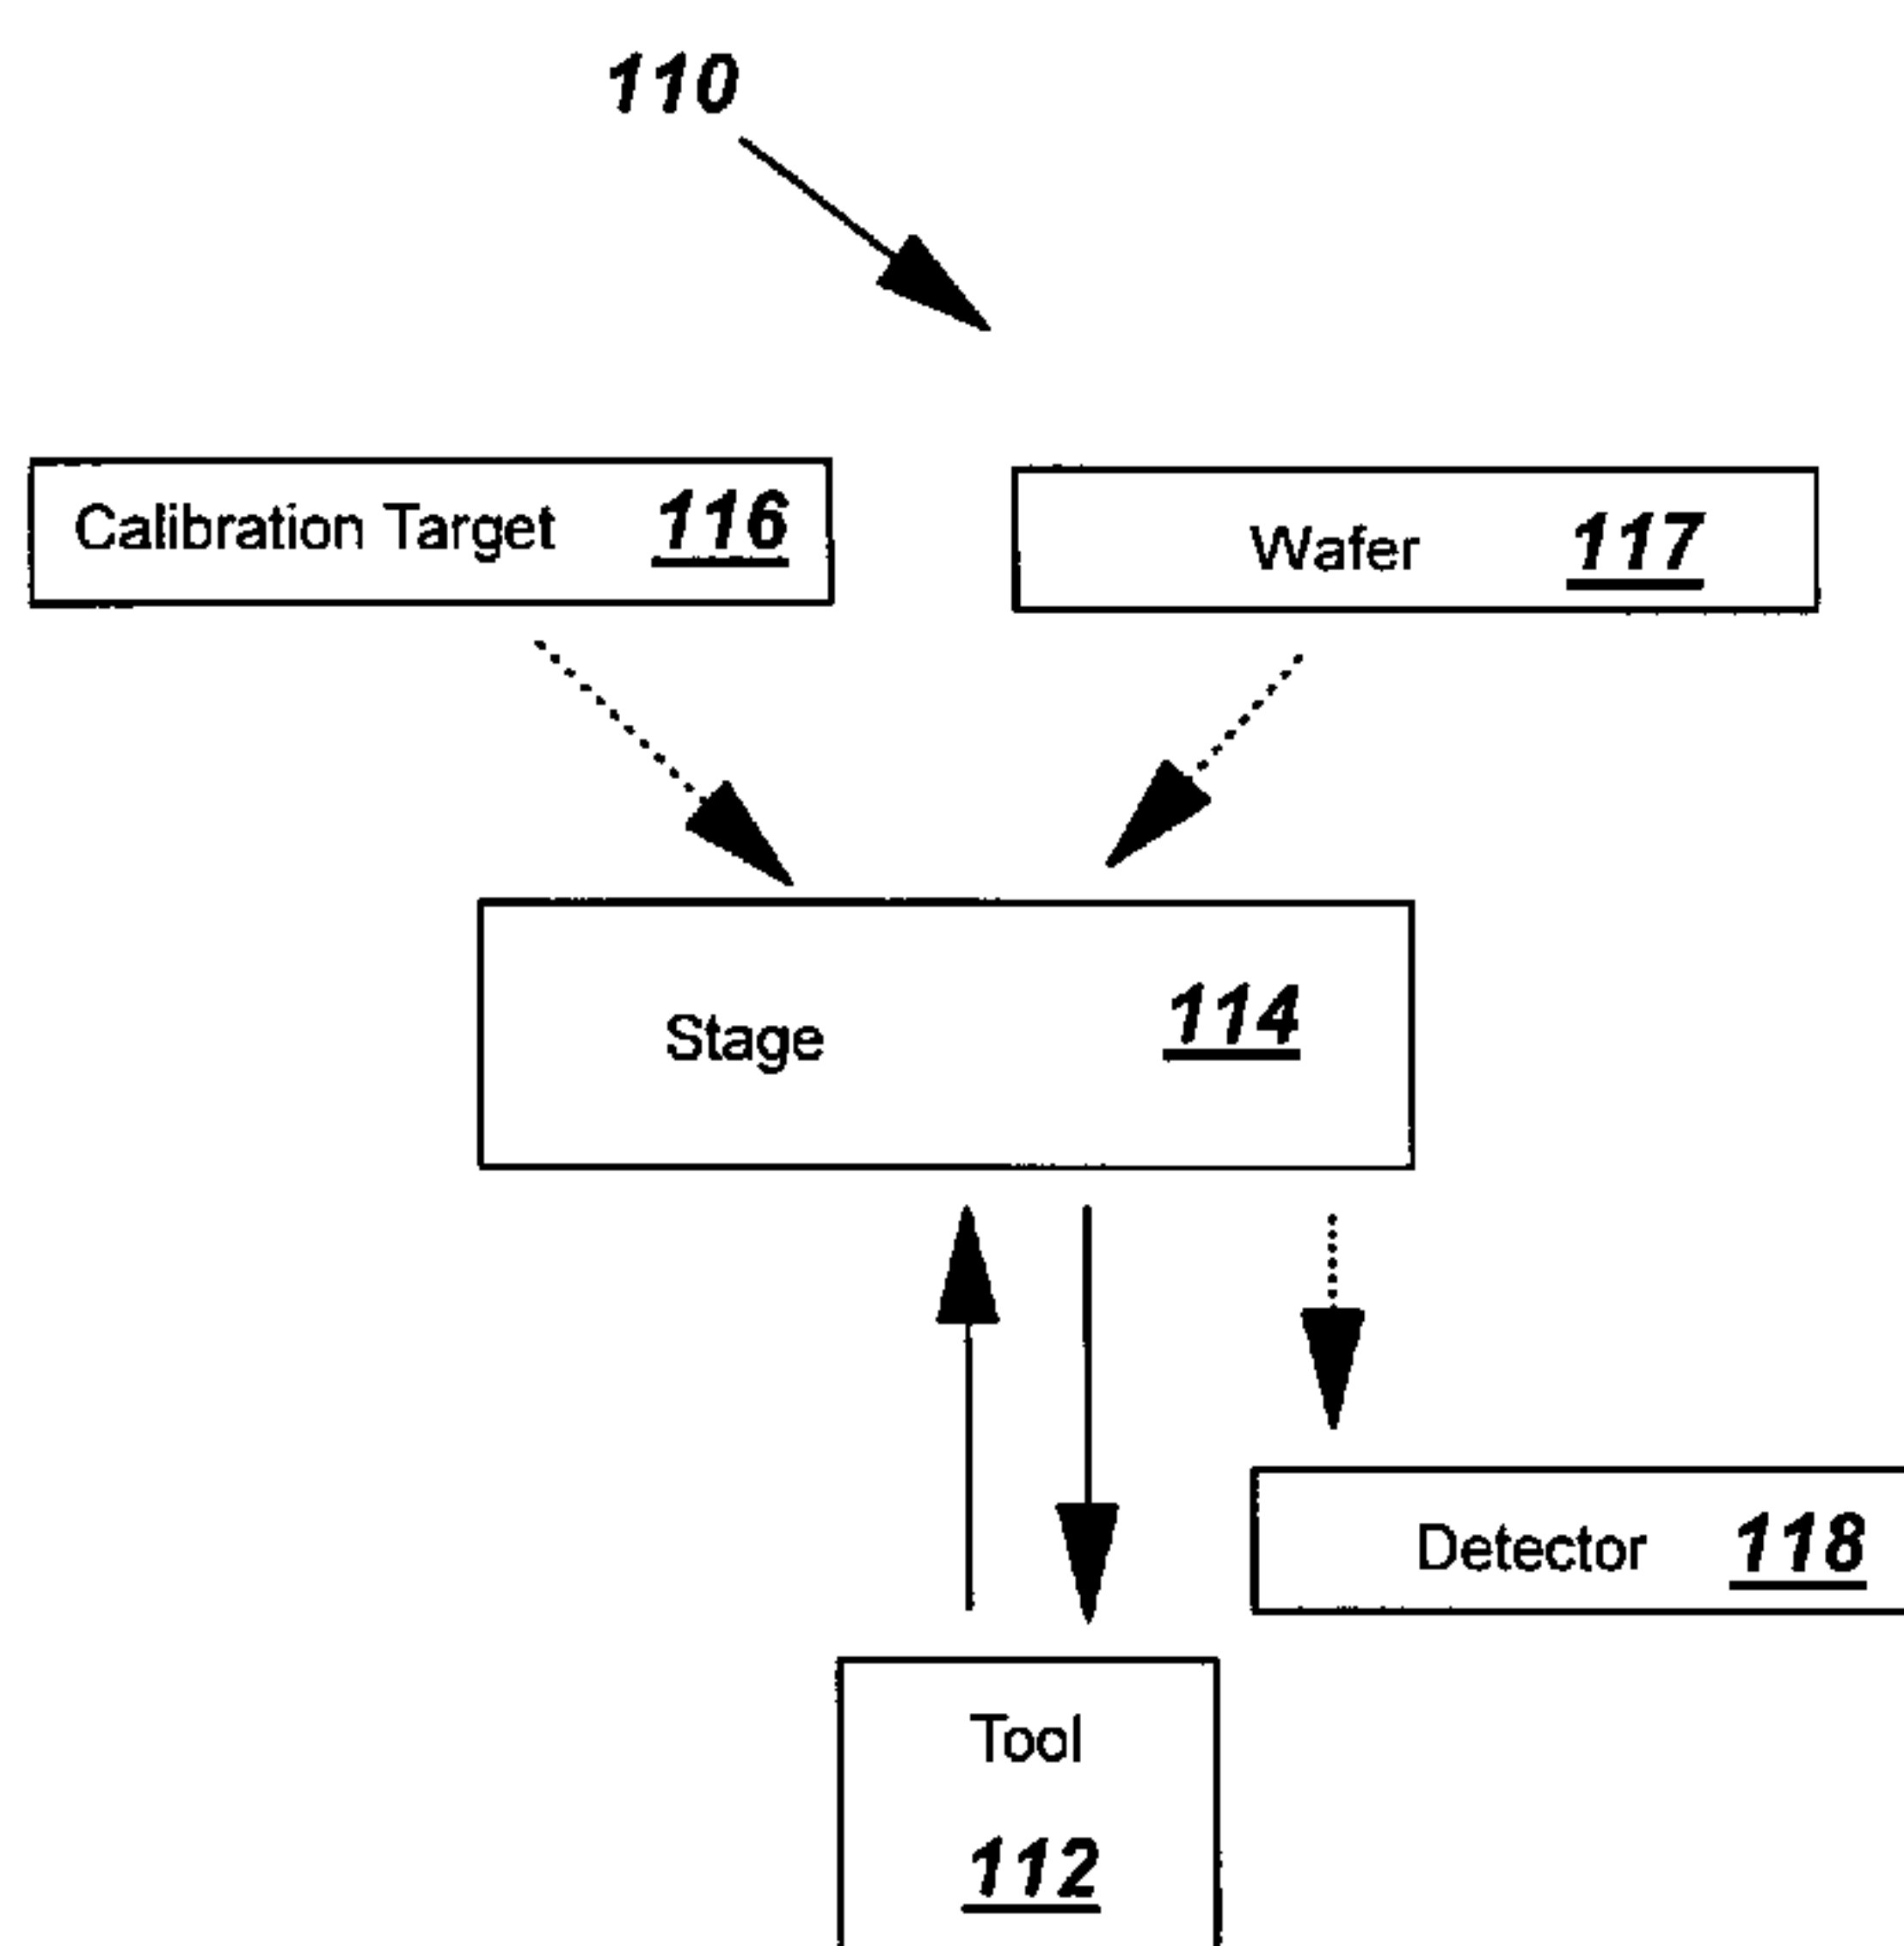 110
Calibration Target 116
Wafer 117
Stage 114
Detector 118
Tool
112